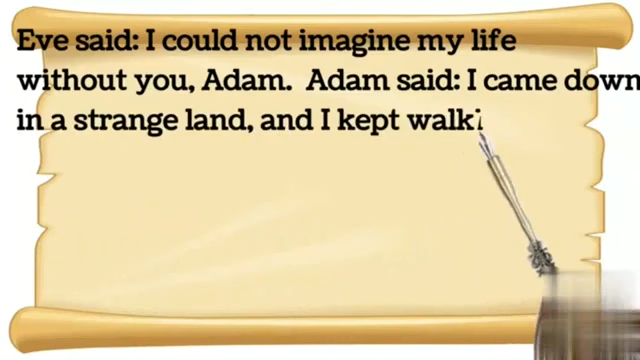 Eve said: I could not imagine my life
without you, Adam. Adam said: I came down
in a strange land, and I kept